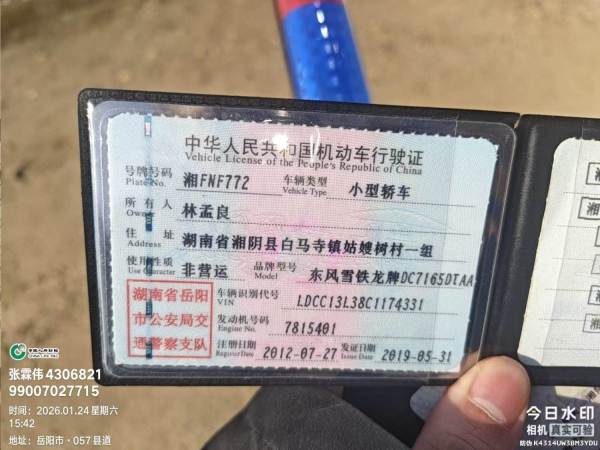 中华人民共和国机动车行驶证
Vehicle License of the People's Republic of China
号牌号码 湘FNF772 车辆类型 小型轿车
Plate No. Vehicle Type
所有人 林孟良
Owner
住址 湖南省湘阴县白马寺镇姑嫂树村一组
Address
使用性质 非营运 品牌型号 东风雪铁龙牌DC7165DTAA
Use Character Model
湖南省岳阳 车辆识别代号 LDCC13L38C1174331
VIN
市公安局交 发动机号码 7815401
Engine No.
通警察支队 注册日期 2012-07-27 发证日期 2019-05-31
Register Date Issue Date
张霖伟4306821
99007027715
时间：2026.01.24 星期六
15:42
地址：岳阳市·057县道
今日水印
相机 真实可验
防伪 K4314UW3BM3YDU